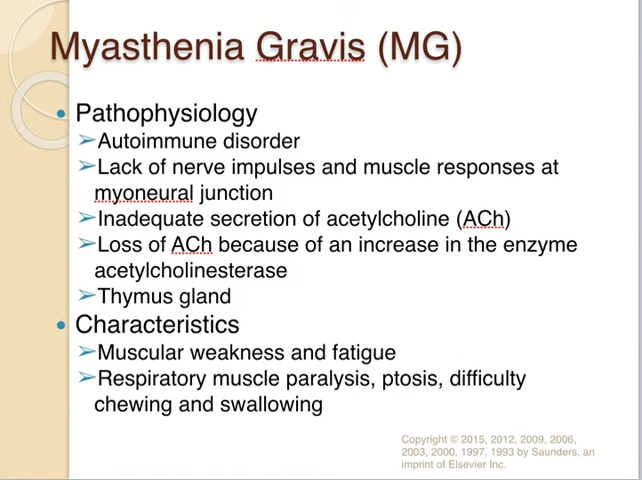 Myasthenia Gravis (MG)
• Pathophysiology
➢Autoimmune disorder
➢Lack of nerve impulses and muscle responses at
myoneural junction
➢Inadequate secretion of acetylcholine (ACh)
➢Loss of ACh because of an increase in the enzyme
acetylcholinesterase
➢Thymus gland
• Characteristics
➢Muscular weakness and fatigue
➢Respiratory muscle paralysis, ptosis, difficulty
chewing and swallowing
Copyright © 2015, 2012, 2009, 2006,
2003, 2000, 1997, 1993 by Saunders, an
imprint of Elsevier Inc.